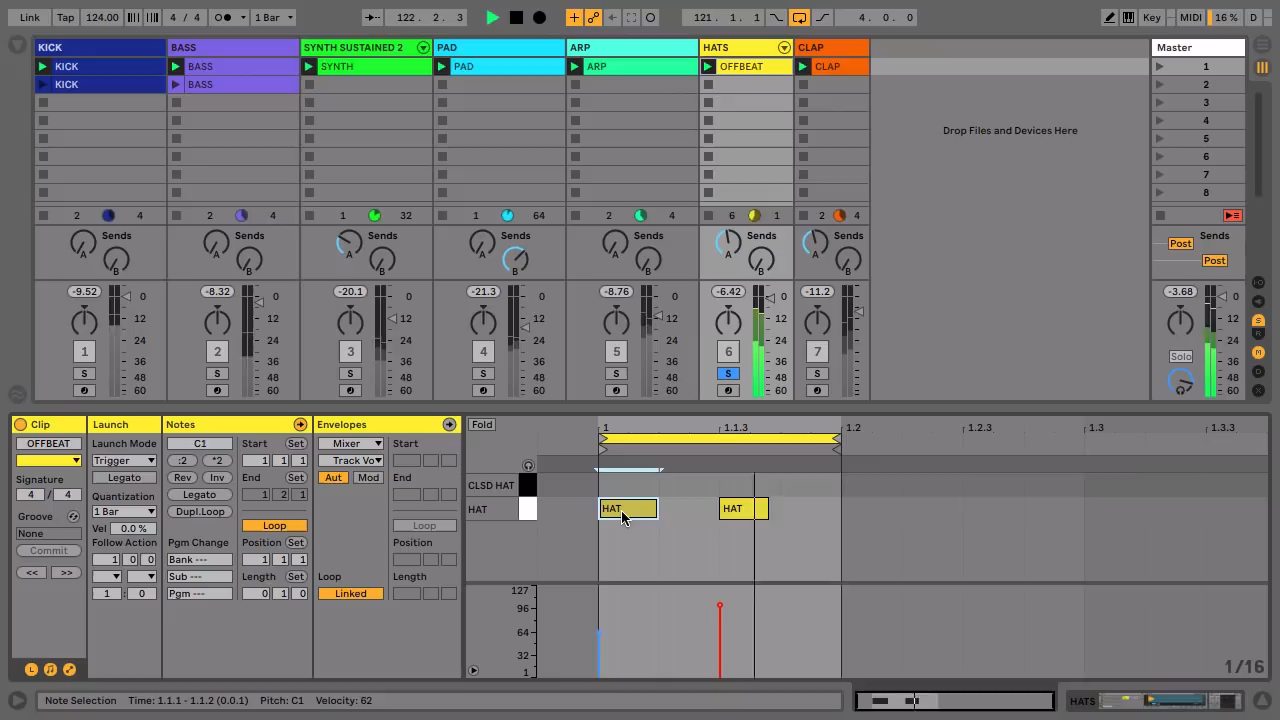 Link Tap 124.00 4 / 4 1 Bar 122. 2. 3 121. 1. 1 4. 0. 0 Key MIDI 16 % D
KICK BASS SYNTH SUSTAINED 2 PAD ARP HATS CLAP Master
KICK BASS SYNTH PAD ARP OFFBEAT CLAP 1
KICK BASS 2
3
Drop Files and Devices Here
4
5
6
7
8
2 4 2 4 1 32 1 64 2 4 6 1 2 4
Sends Sends Sends Sends Sends Sends Sends Sends
Post
A A A A A A A
Post
B B B B B B B
-9.52 0 -8.32 0 -20.1 0 -21.3 0 -8.76 0 -6.42 0 -11.2 0 -3.68 0
12 12 12 12 12 12 12 12
24 24 24 24 24 24 24 24
1 2 3 4 5 6 7 Solo
36 36 36 36 36 36 36 36
S S S S S S S
48 48 48 48 48 48 48 48
60 60 60 60 60 60 60 60
S
R
M
D
X
Clip Launch Notes Envelopes Fold 1 1.1.3 1.2 1.2.3 1.3 1.3.3
OFFBEAT Launch Mode C1 Start Set Mixer Start
Trigger :2 *2 1 1 1 Track Vo
Signature Legato Rev Inv End Set Aut Mod End
4 / 4 Quantization Legato 1 2 1
CLSD HAT
Groove 1 Bar Dupl.Loop
HAT HAT HAT
None Vel 0.0 % Loop Loop
Commit Follow Action Pgm Change Position Set Position
<< >> 1 0 0 Bank --- 1 1 1
Sub --- Length Set Loop Length
1 : 0 Pgm --- 0 1 0 Linked
127
96
64
32
1
1/16
Note Selection Time: 1.1.1 - 1.1.2 (0.0.1) Pitch: C1 Velocity: 62 HATS